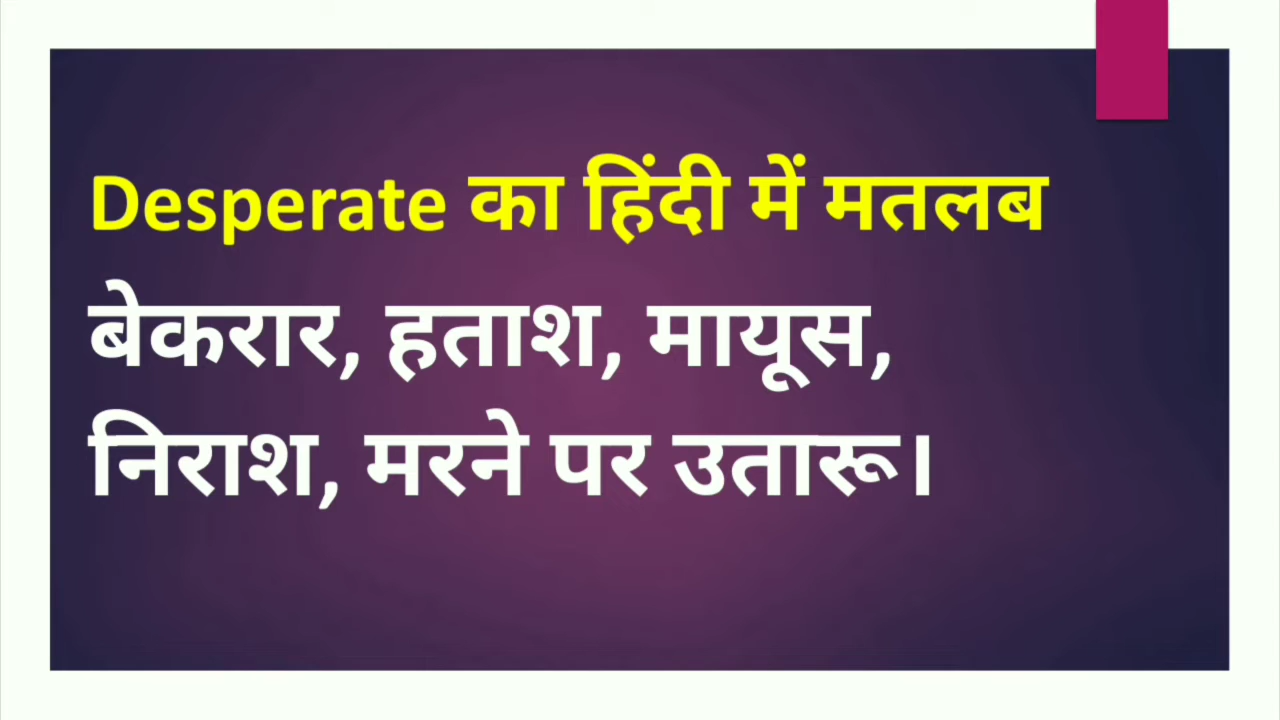 Desperate का हिंदी में मतलब
बेकरार, हताश, मायूस,
निराश, मरने पर उतारू।